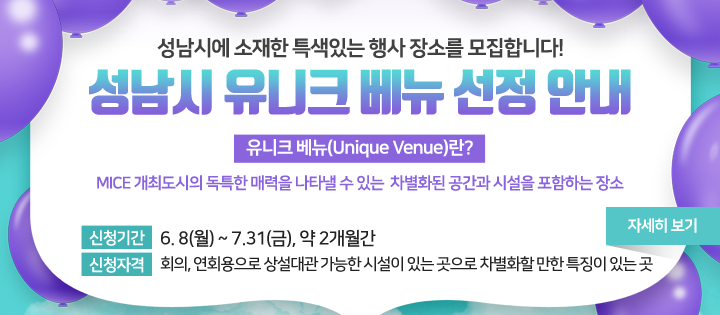 성남시에 소재한 특색있는 행사 장소를 모집합니다!
성남시 유니크 베뉴 선정 안내
유니크 베뉴(Unique Venue)란?
MICE 개최도시의 독특한 매력을 나타낼 수 있는 차별화된 공간과 시설을 포함하는 장소
자세히 보기
신청기간 6. 8(월) ~ 7.31(금), 약 2개월간
신청자격 회의, 연회용으로 상설대관 가능한 시설이 있는 곳으로 차별화할 만한 특징이 있는 곳